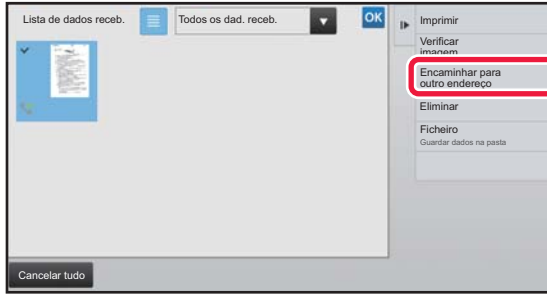 Lista de dados receb.
Todos os dad. receb.
OK
Imprimir
Verificar
imagem
Encaminhar para
outro endereço
Eliminar
Ficheiro
Guardar dados na pasta
Cancelar tudo